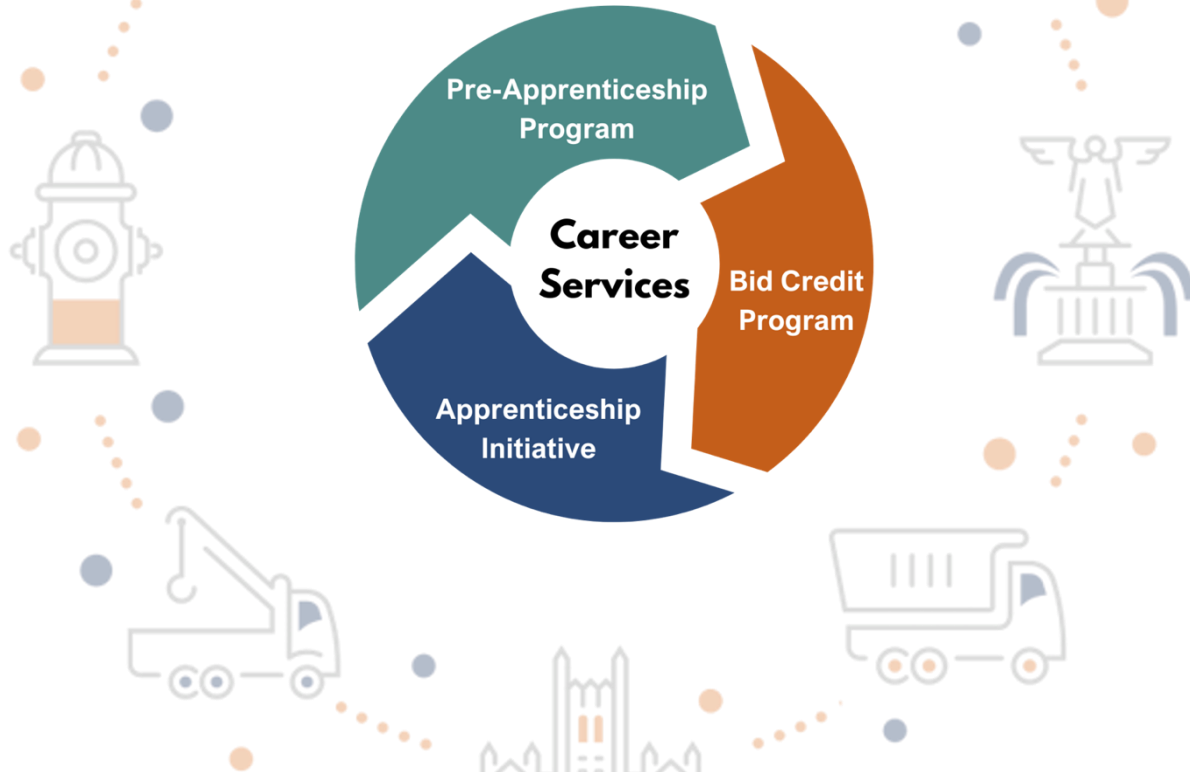 Pre-Apprenticeship
Program
Career
Services
Bid Credit
Program
Apprenticeship
Initiative